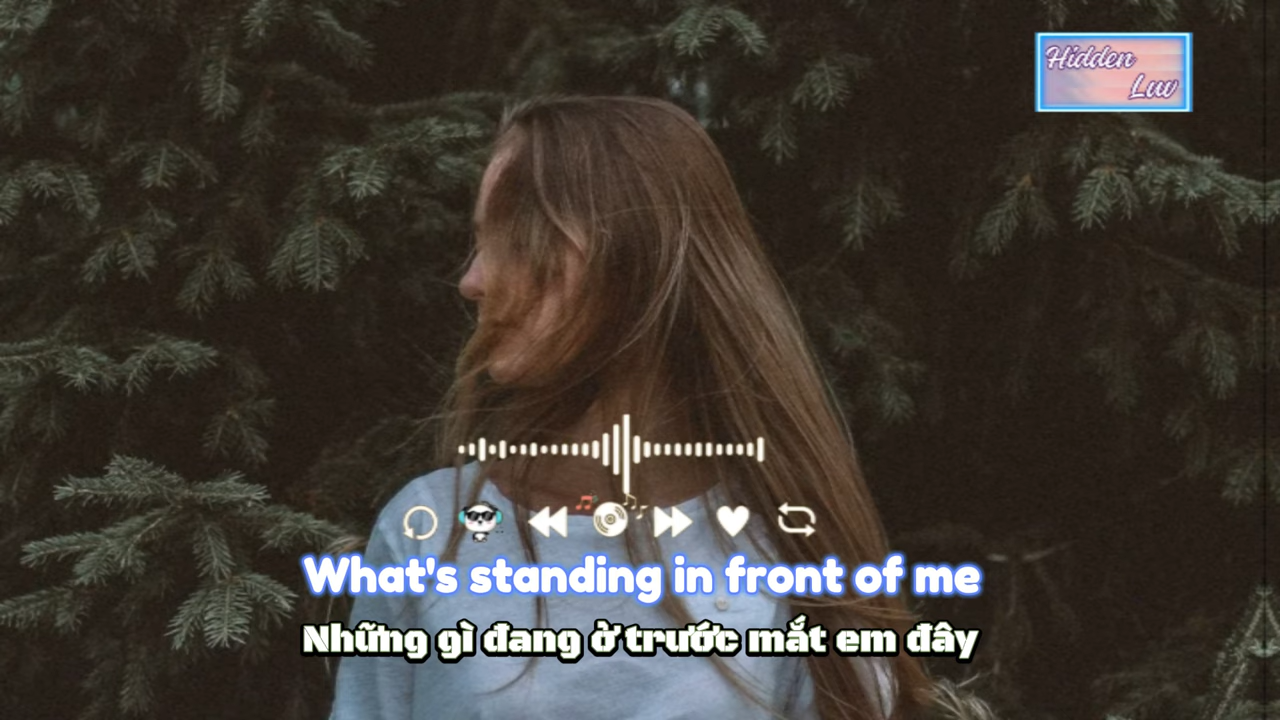 Hidden
Luv
What's standing in front of me
Những gì đang ở trước mắt em đây